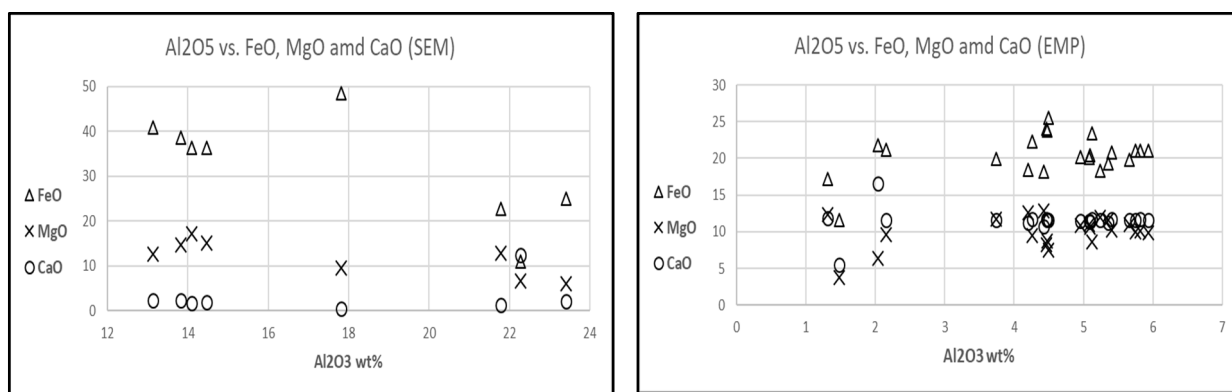 Al2O5 vs. FeO, MgO amd CaO (SEM)
50
40
30
20
10
0
FeO
MgO
CaO
12 14 16 18 20 22 24
Al2O3 wt%
Al2O5 vs. FeO, MgO amd CaO (EMP)
30
25
20
15
10
5
0
FeO
MgO
CaO
0 1 2 3 4 5 6 7
Al2O3 wt%